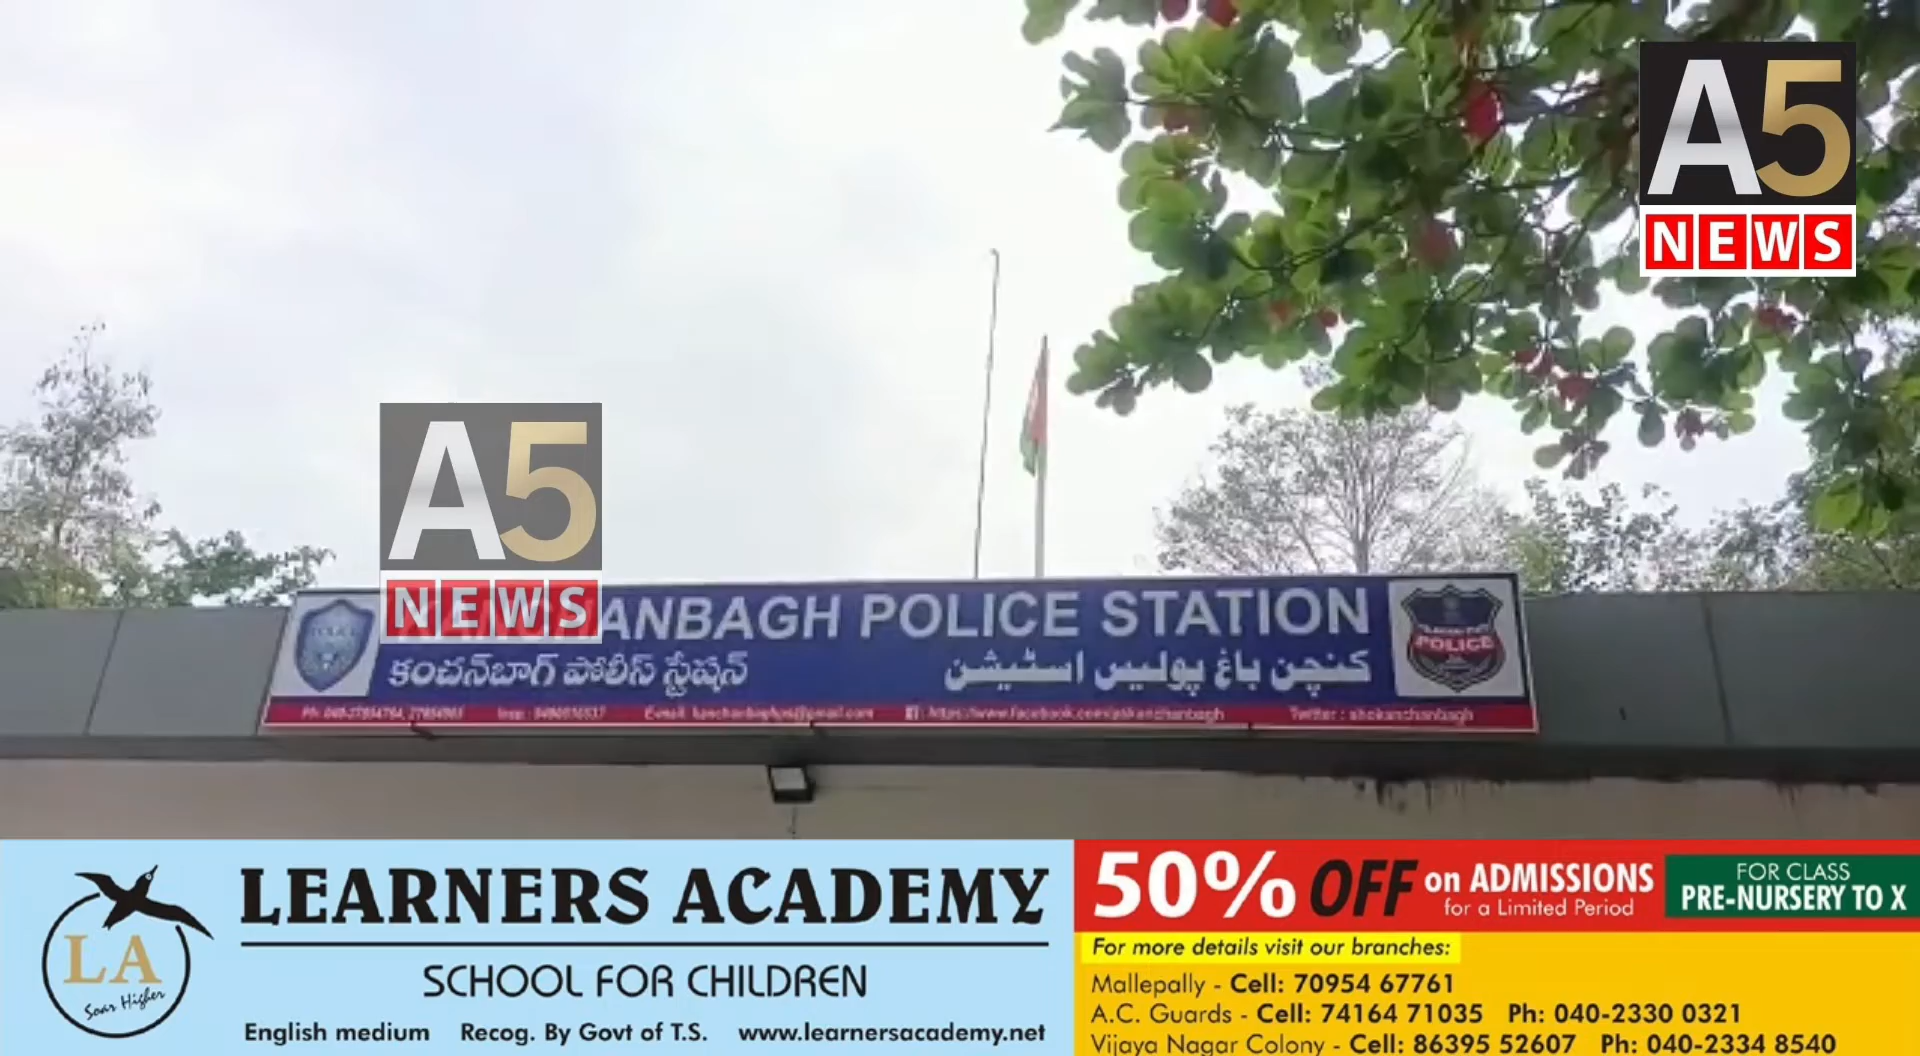 A5
NEWS
A5
NEWS
KANCHANBAGH POLICE STATION
కంచన్‌బాగ్ పోలీస్ స్టేషన్
کنچن باغ پولیس اسٹیشن
POLICE
LEARNERS ACADEMY
SCHOOL FOR CHILDREN
English medium Recog. By Govt of T.S. www.learnersacademy.net
LA
Soar Higher
50% OFF on ADMISSIONS
for a Limited Period
FOR CLASS
PRE-NURSERY TO X
For more details visit our branches:
Mallepally - Cell: 70954 67761
A.C. Guards - Cell: 74164 71035 Ph: 040-2330 0321
Vijaya Nagar Colony - Cell: 86395 52607 Ph: 040-2334 8540